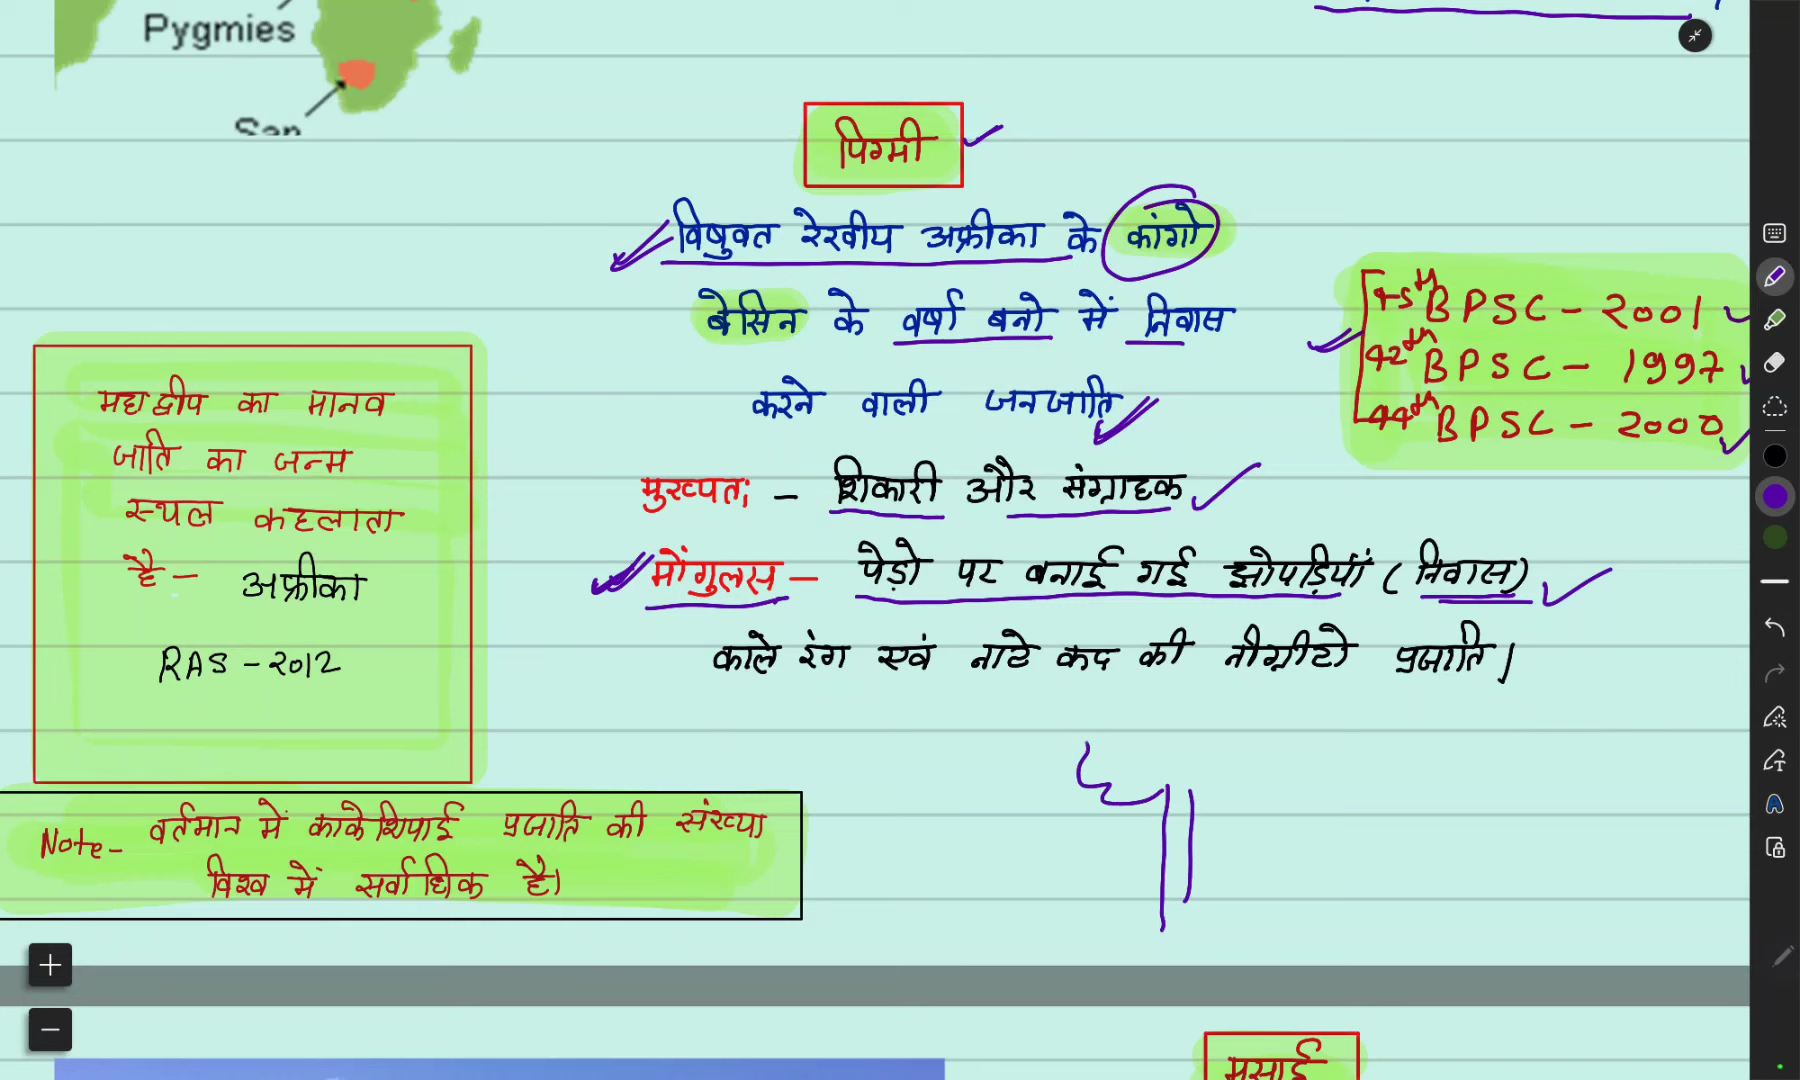 Pygmies
San
पिग्मी
विषुवत रेखीय अफ्रीका के कांगो
बेसिन के वर्षा बनो में निवास
करने वाली जनजाति
मुख्यतः - शिकारी और संग्राहक
मोंगुलस - पेड़ो पर बनाई गई झोपड़ियाँ (निवास)
काले रंग एवं नाटे कद की नीग्रीटो प्रजाति।
45th BPSC - 2001
42th BPSC - 1997
44th BPSC - 2000
महाद्वीप का मानव
जाति का जन्म
स्थल कहलाता
है - अफ्रीका
RAS - 2012
Note - वर्तमान में काकेशियाई प्रजाति की संख्या
विश्व में सर्वाधिक है।
मसाई